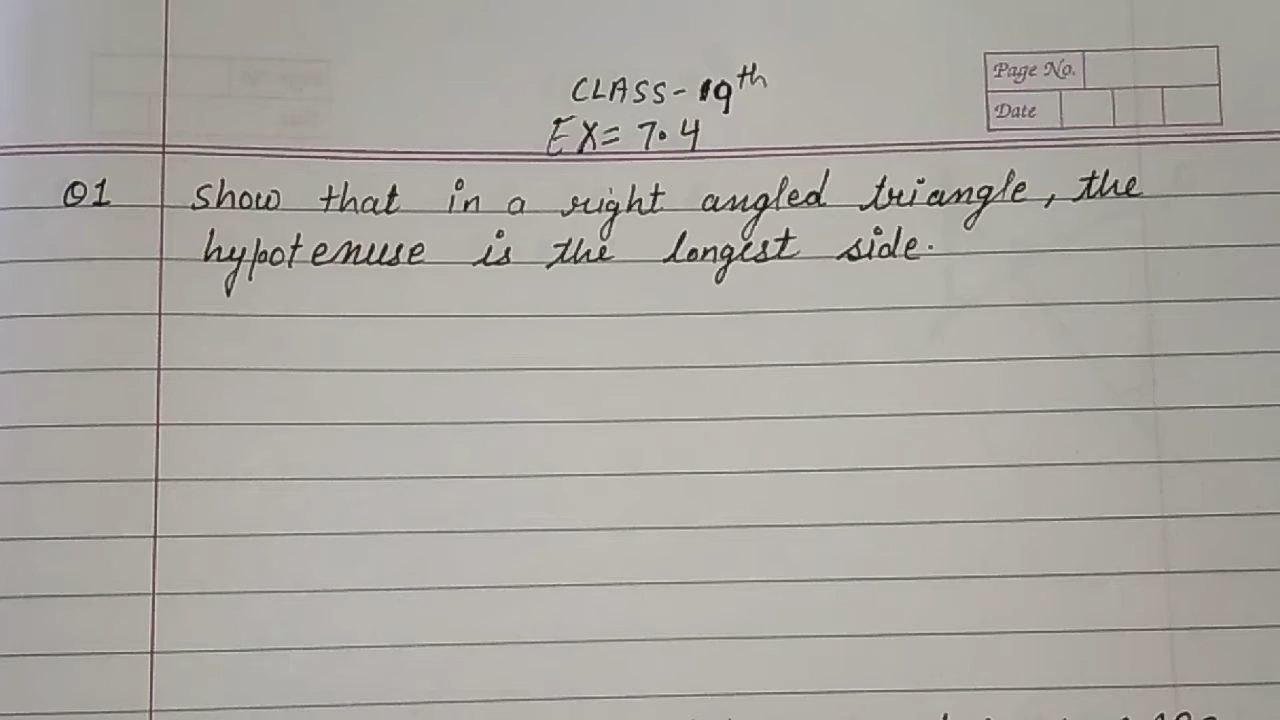 CLASS- 9th
EX= 7.4
Page No.
Date
Q1 Show that in a right angled triangle, the
hypotenuse is the longest side.